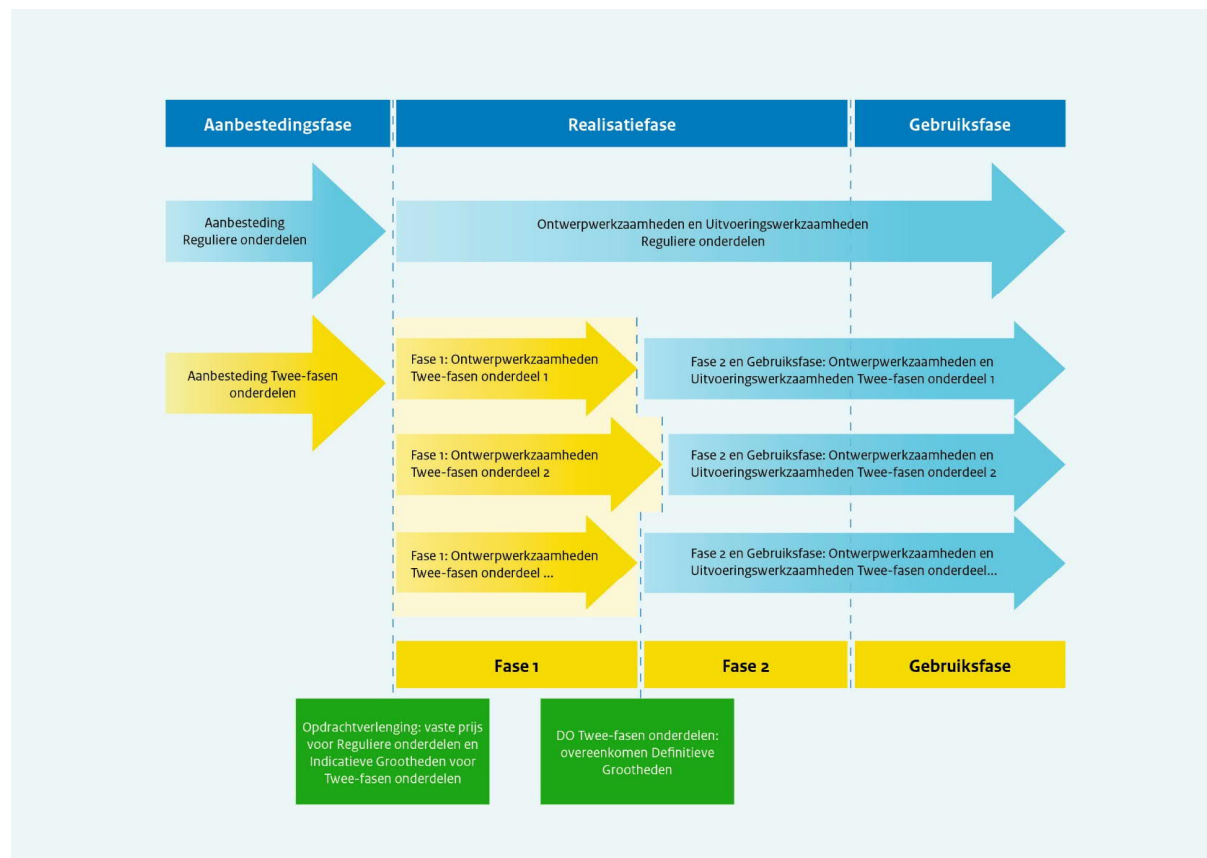 Aanbestedingsfase
Realisatiefase
Gebruiksfase
Aanbesteding
Reguliere onderdelen
Ontwerpwerkzaamheden en Uitvoeringswerkzaamheden
Reguliere onderdelen
Aanbesteding Twee-fasen
onderdelen
Fase 1: Ontwerpwerkzaamheden
Twee-fasen onderdeel 1
Fase 2 en Gebruiksfase: Ontwerpwerkzaamheden en
Uitvoeringswerkzaamheden Twee-fasen onderdeel 1
Fase 1: Ontwerpwerkzaamheden
Twee-fasen onderdeel 2
Fase 2 en Gebruiksfase: Ontwerpwerkzaamheden en
Uitvoeringswerkzaamheden Twee-fasen onderdeel 2
Fase 1: Ontwerpwerkzaamheden
Twee-fasen onderdeel ...
Fase 2 en Gebruiksfase: Ontwerpwerkzaamheden en
Uitvoeringswerkzaamheden Twee-fasen onderdeel...
Fase 1
Fase 2
Gebruiksfase
Opdrachtverlenging: vaste prijs
voor Reguliere onderdelen en
Indicatieve Grootheden voor
Twee-fasen onderdelen
DO Twee-fasen onderdelen:
overeenkomen Definitieve
Grootheden